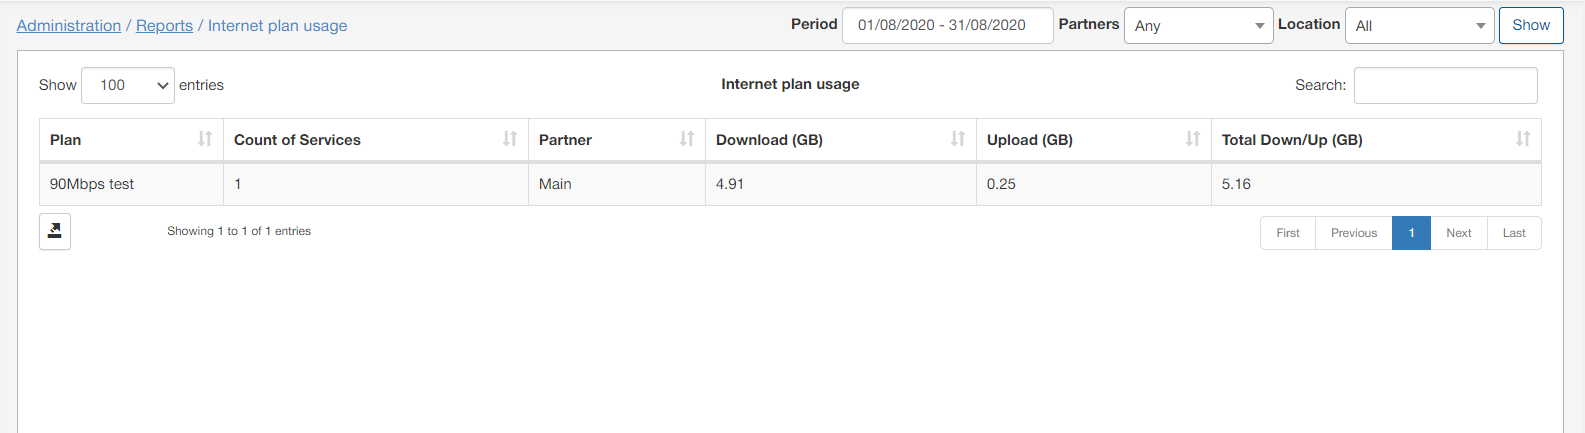 Administration / Reports / Internet plan usage Period 01/08/2020 - 31/08/2020 Partners Any Location All Show
Show 100 entries Internet plan usage Search:
Plan Count of Services Partner Download (GB) Upload (GB) Total Down/Up (GB)
90Mbps test 1 Main 4.91 0.25 5.16
Showing 1 to 1 of 1 entries First Previous 1 Next Last